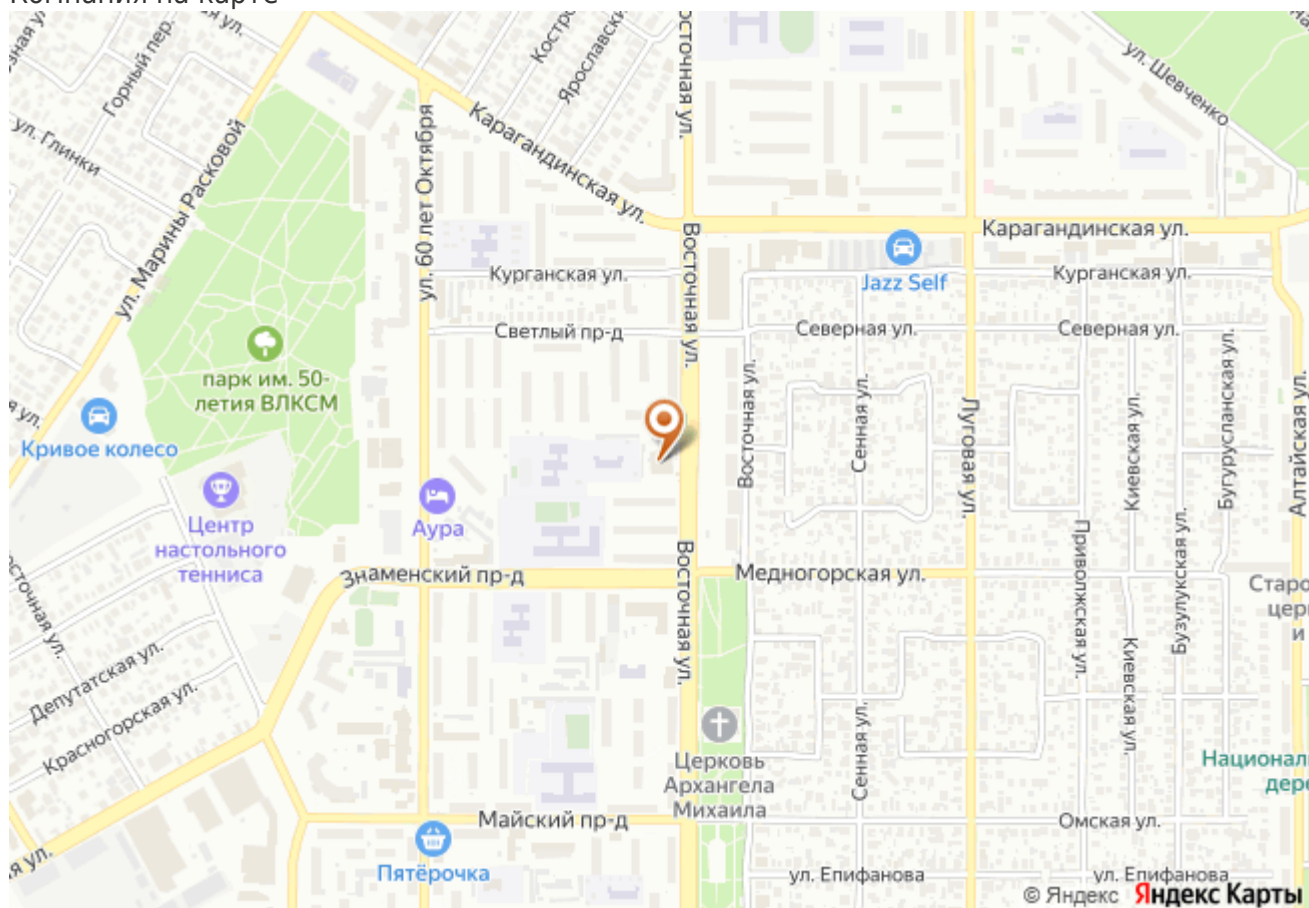 Компания на карте
Горный пер.
ул. Глинки
ул. Марины Расковой
ул. 60 лет Октября
Карагандинская ул.
Восточная ул.
ул. Шевченко
Карагандинская ул.
Jazz Self
Курганская ул.
Курганская ул.
Светлый пр-д
Северная ул.
Северная ул.
Восточная ул.
парк им. 50-
летия ВЛКСМ
Кривое колесо
Восточная ул.
Сенная ул.
Луговая ул.
Киевская ул.
Бугурусланская ул.
Алтайская ул.
Центр
настольного
тенниса
Аура
Знаменский пр-д
Восточная ул.
Медногорская ул.
Приволжская ул.
Бузулукская ул.
Депутатская ул.
Красногорская ул.
Киевская ул.
Сенная ул.
Церковь
Архангела
Михаила
Майский пр-д
Омская ул.
Пятёрочка
ул. Епифанова
ул. Епифанова
© Яндекс Яндекс Карты